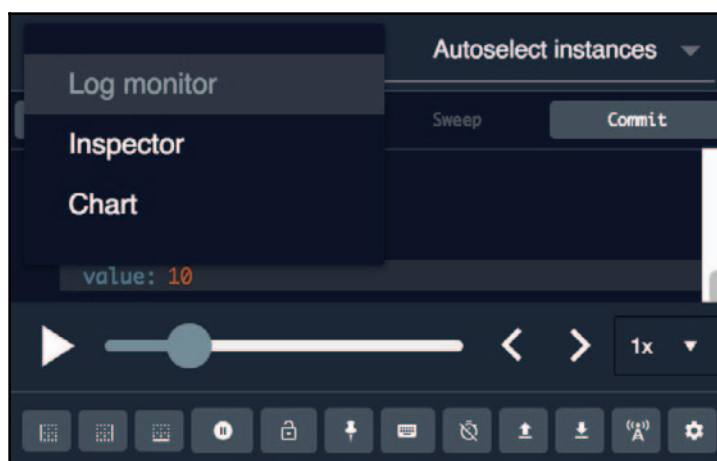 Autoselect instances
Log monitor
Sweep Commit
Inspector
Chart
value: 10
1x